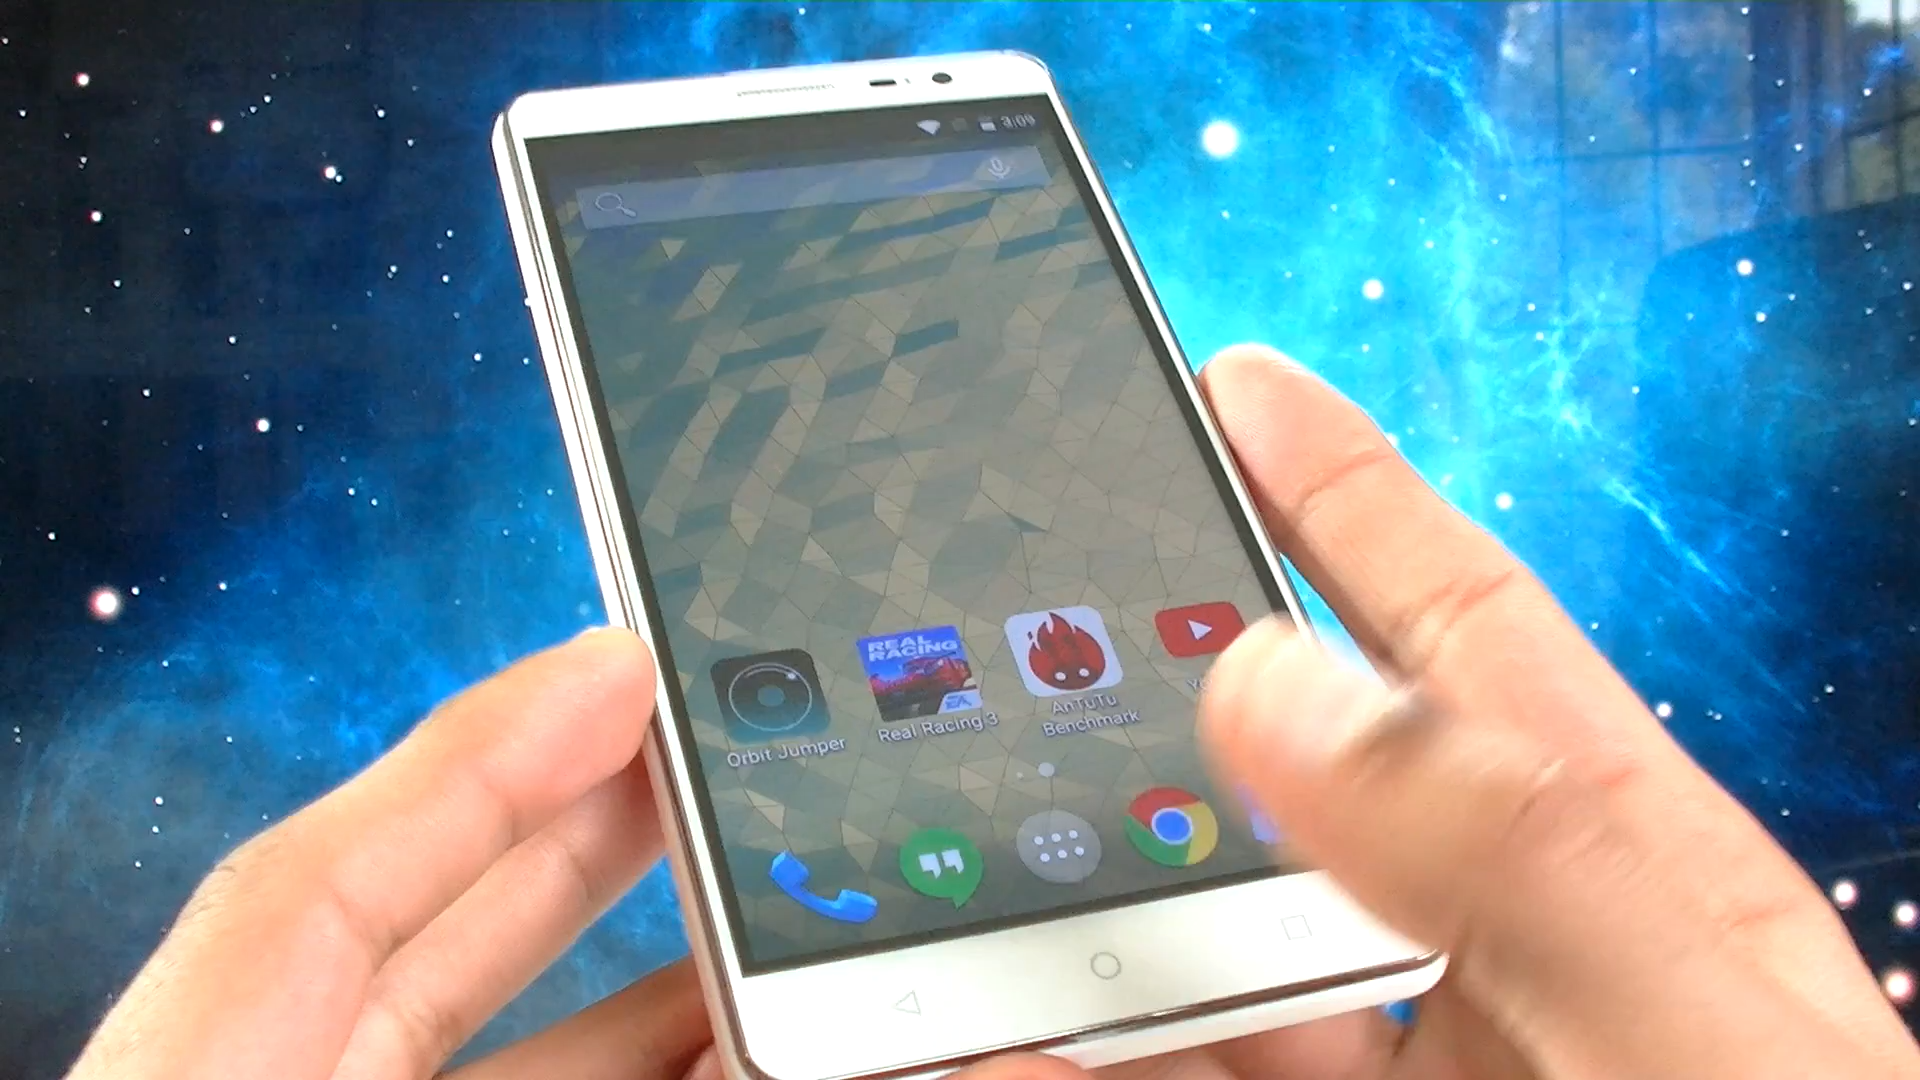 3:09
REAL
RACING
EA
Orbit Jumper
Real Racing 3
AnTuTu
Benchmark